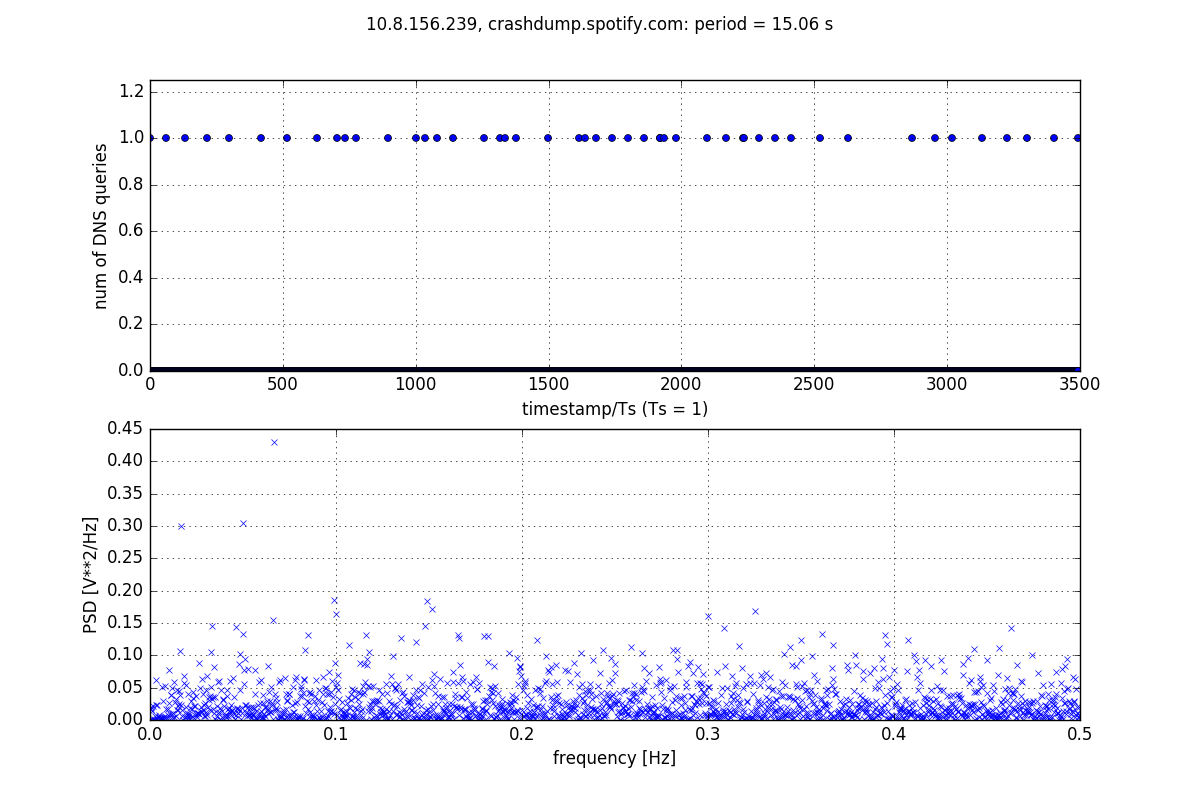 10.8.156.239, crashdump.spotify.com: period = 15.06 s
1.2
1.0
0.8
0.6
0.4
0.2
0.0
num of DNS queries
0 500 1000 1500 2000 2500 3000 3500
timestamp/Ts (Ts = 1)
0.45
0.40
0.35
0.30
0.25
0.20
0.15
0.10
0.05
0.00
PSD [V**2/Hz]
0.0 0.1 0.2 0.3 0.4 0.5
frequency [Hz]